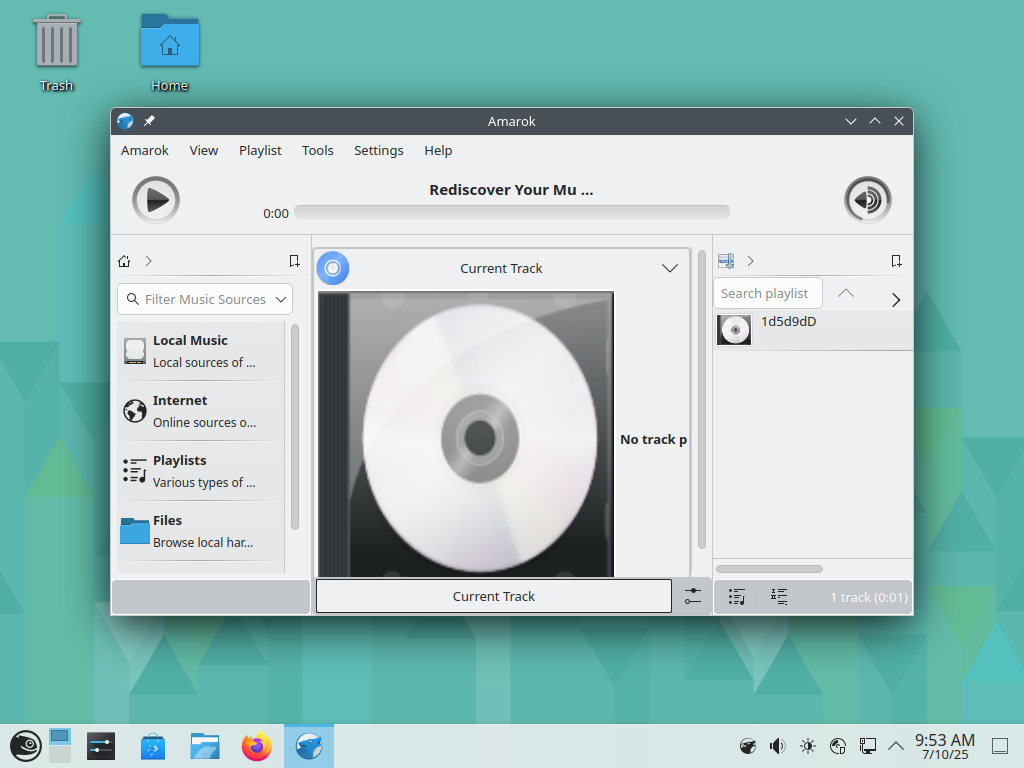 Trash
Home
Amarok
Amarok View Playlist Tools Settings Help
Rediscover Your Mu ...
0:00
Filter Music Sources
Local Music
Local sources of ...
Internet
Online sources o...
Playlists
Various types of ...
Files
Browse local har...
Current Track
No track p
Current Track
Search playlist
1d5d9dD
1 track (0:01)
9:53 AM
7/10/25